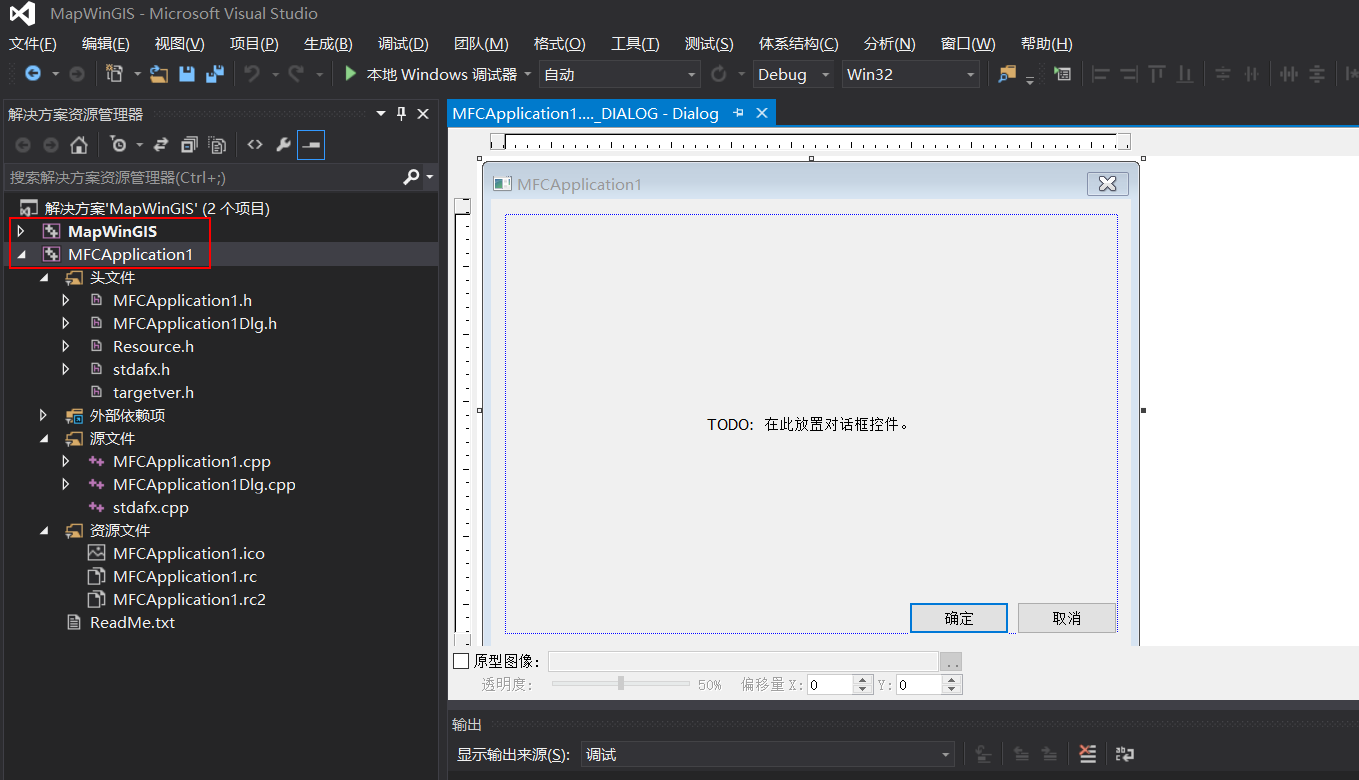 MapWinGIS - Microsoft Visual Studio
文件(F) 编辑(E) 视图(V) 项目(P) 生成(B) 调试(D) 团队(M) 格式(O) 工具(T) 测试(S) 体系结构(C) 分析(N) 窗口(W) 帮助(H)
本地 Windows 调试器 自动 Debug Win32
解决方案资源管理器
搜索解决方案资源管理器(Ctrl+;)
解决方案'MapWinGIS' (2 个项目)
MapWinGIS
MFCApplication1
头文件
MFCApplication1.h
MFCApplication1Dlg.h
Resource.h
stdafx.h
targetver.h
外部依赖项
源文件
MFCApplication1.cpp
MFCApplication1Dlg.cpp
stdafx.cpp
资源文件
MFCApplication1.ico
MFCApplication1.rc
MFCApplication1.rc2
ReadMe.txt
MFCApplication1...._DIALOG - Dialog
MFCApplication1
TODO: 在此放置对话框控件。
确定 取消
原型图像: ..
透明度: 50% 偏移量 X: 0 Y: 0
输出
显示输出来源(S): 调试